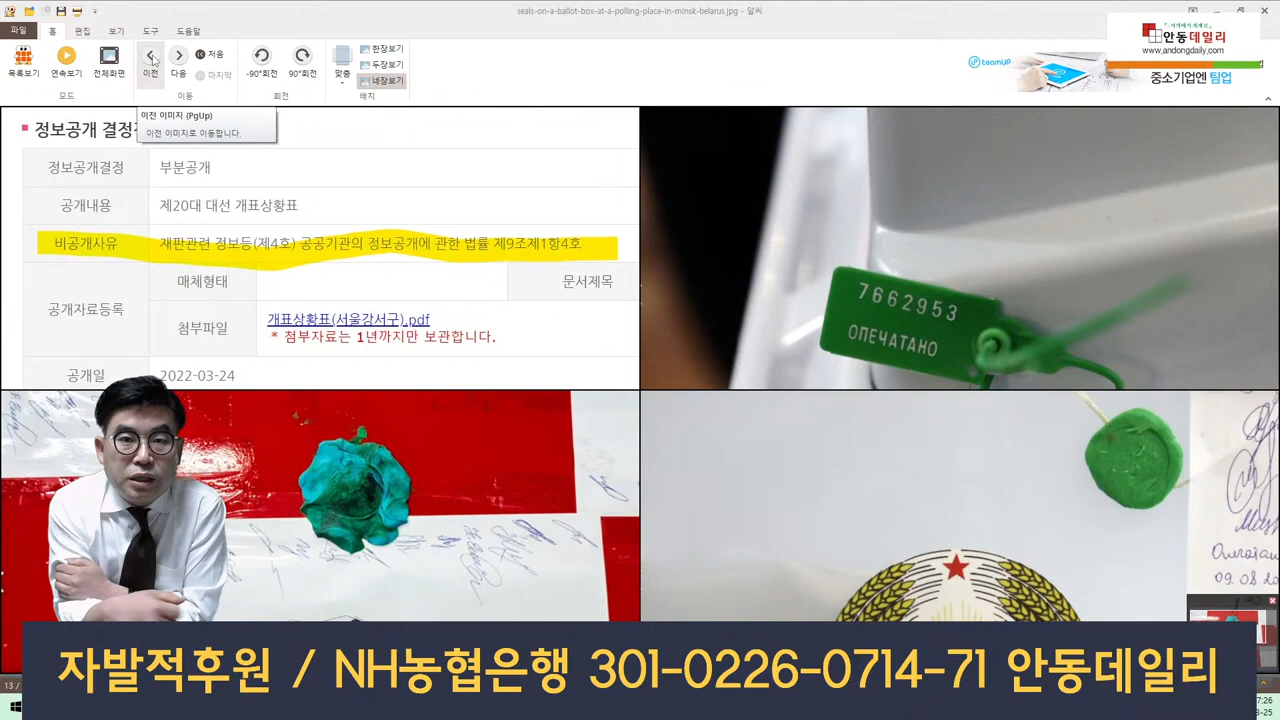 seals-on-a-ballot-box-at-a-polling-place-in-minsk-belarus.jpg - 알씨
파일 홈 편집 보기 도구 도움말
목록보기 연속보기 전체화면 이전 다음 처음 마지막 -90°회전 90°회전 맞춤 한장보기 두장보기 네장보기
모드 이동 회전 배지
안동데일리
www.andongdaily.com
teamUP
중소기업엔 팀업
이전 이미지 (PgUp)
이전 이미지로 이동합니다.
정보공개 결정
정보공개결정 부분공개
공개내용 제20대 대선 개표상황표
비공개사유 재판관련 정보등(제4호) 공공기관의 정보공개에 관한 법률 제9조제1항4호
공개자료등록 매체형태 문서제목
첨부파일 개표상황표(서울강서구).pdf
* 첨부자료는 1년까지만 보관합니다.
공개일 2022-03-24
7662953
ОПЕЧАТАНО
09.08
자발적후원 / NH농협은행 301-0226-0714-71 안동데일리
13 /